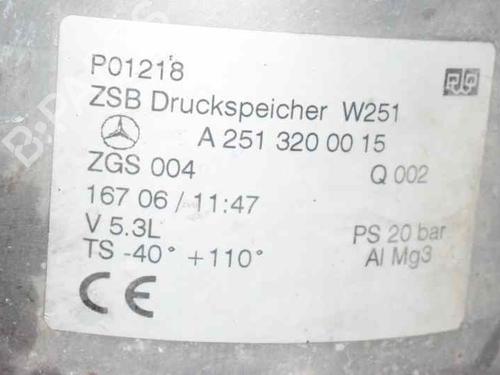 P01218
ZSB Druckspeicher W251
A 251 320 00 15
ZGS 004
Q 002
167 06 / 11:47
V 5.3L
PS 20 bar
TS -40° +110°
Al Mg3
CE